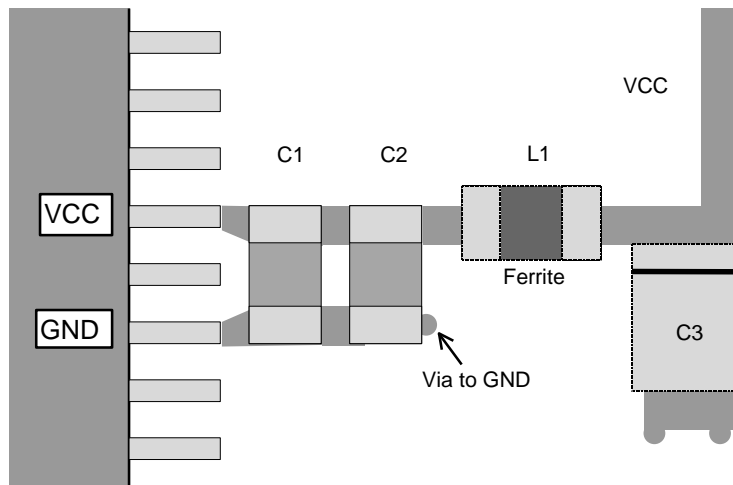 VCC
C1
C2
L1
VCC
Ferrite
GND
C3
Via to GND